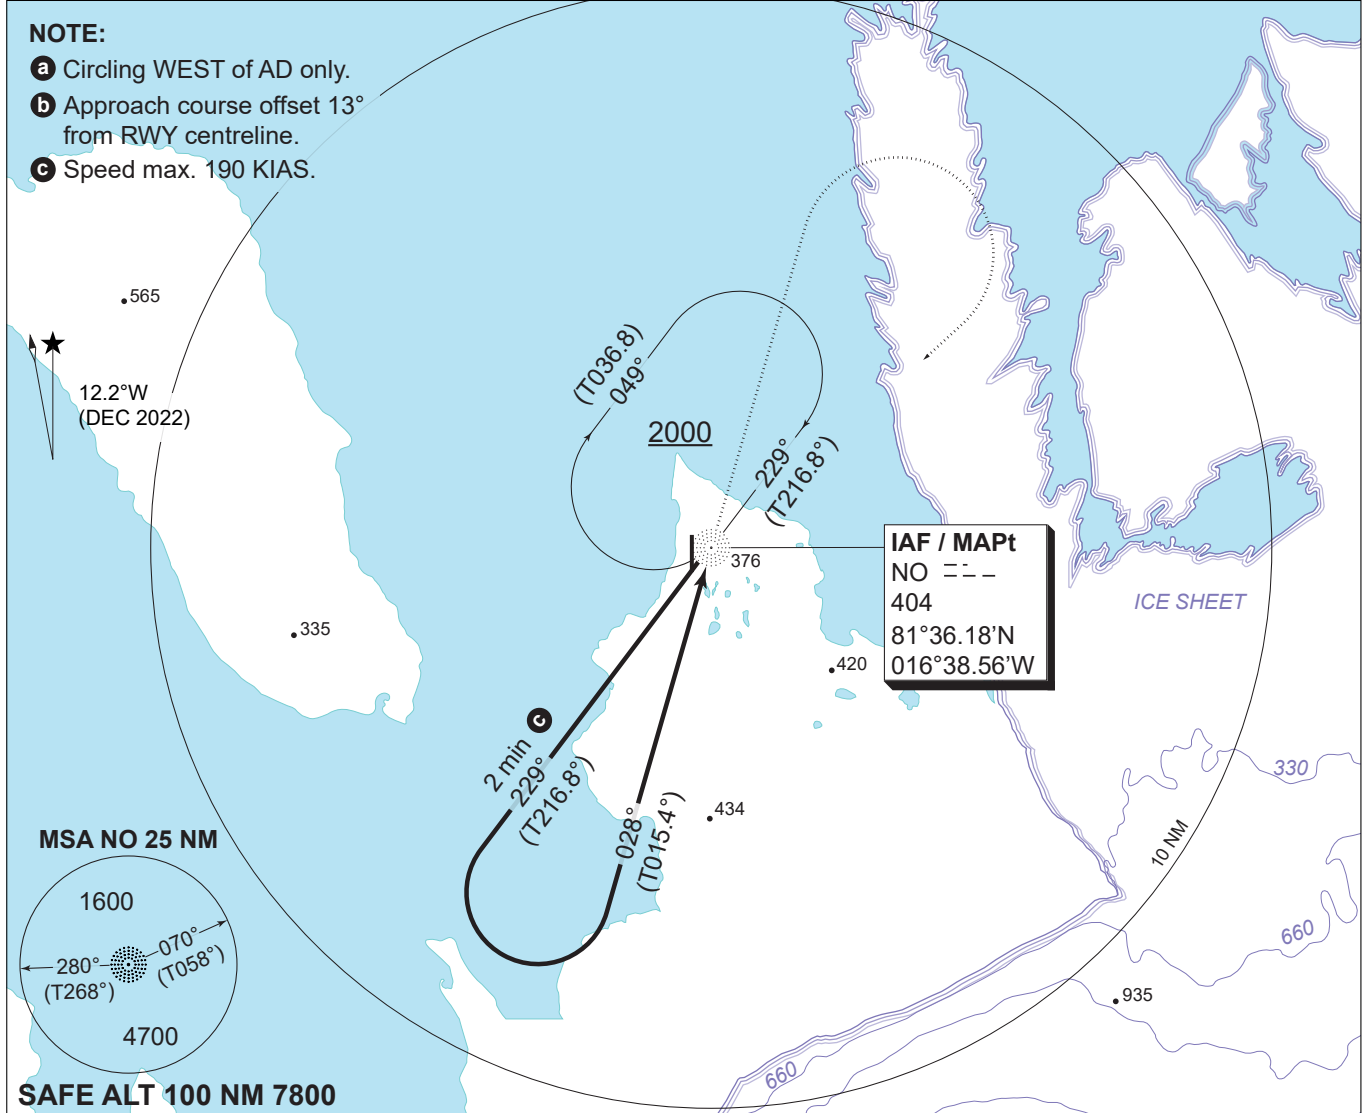 NOTE:
a Circling WEST of AD only.
b Approach course offset 13°
from RWY centreline.
c Speed max. 190 KIAS.
565
12.2°W
(DEC 2022)
(T036.8)
049°
2000
229°
(T216.8°)
376
IAF / MAPt
NO
404
81°36.18'N
016°38.56'W
ICE SHEET
335
420
2 min c
229°
(T216.8°)
028°
(T015.4°)
434
330
10 NM
660
935
660
MSA NO 25 NM
1600
070°
(T058°)
280°
(T268°)
4700
SAFE ALT 100 NM 7800